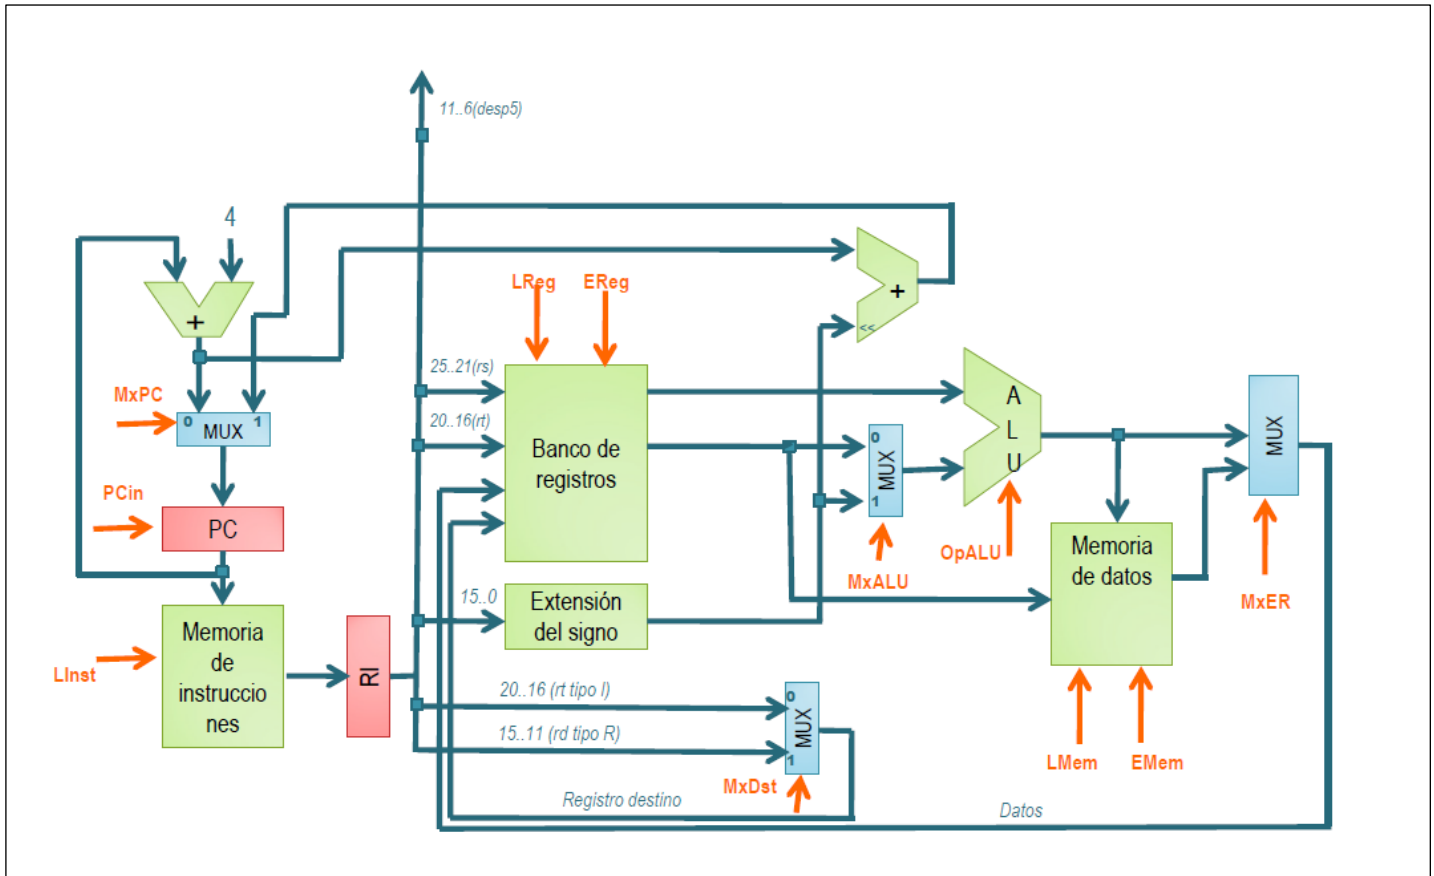 11..6(desp5)
4
+
+
<<
LReg
EReg
25..21(rs)
20..16(rt)
MxPC
0
1
MUX
PCin
PC
Banco de
registros
0
MUX
1
MxALU
A
L
U
OpALU
MUX
MxER
Memoria
de datos
LMem
EMem
15..0
Extensión
del signo
LInst
Memoria
de
instruccio
nes
RI
20..16 (rt tipo I)
15..11 (rd tipo R)
0
MUX
1
MxDst
Registro destino
Datos